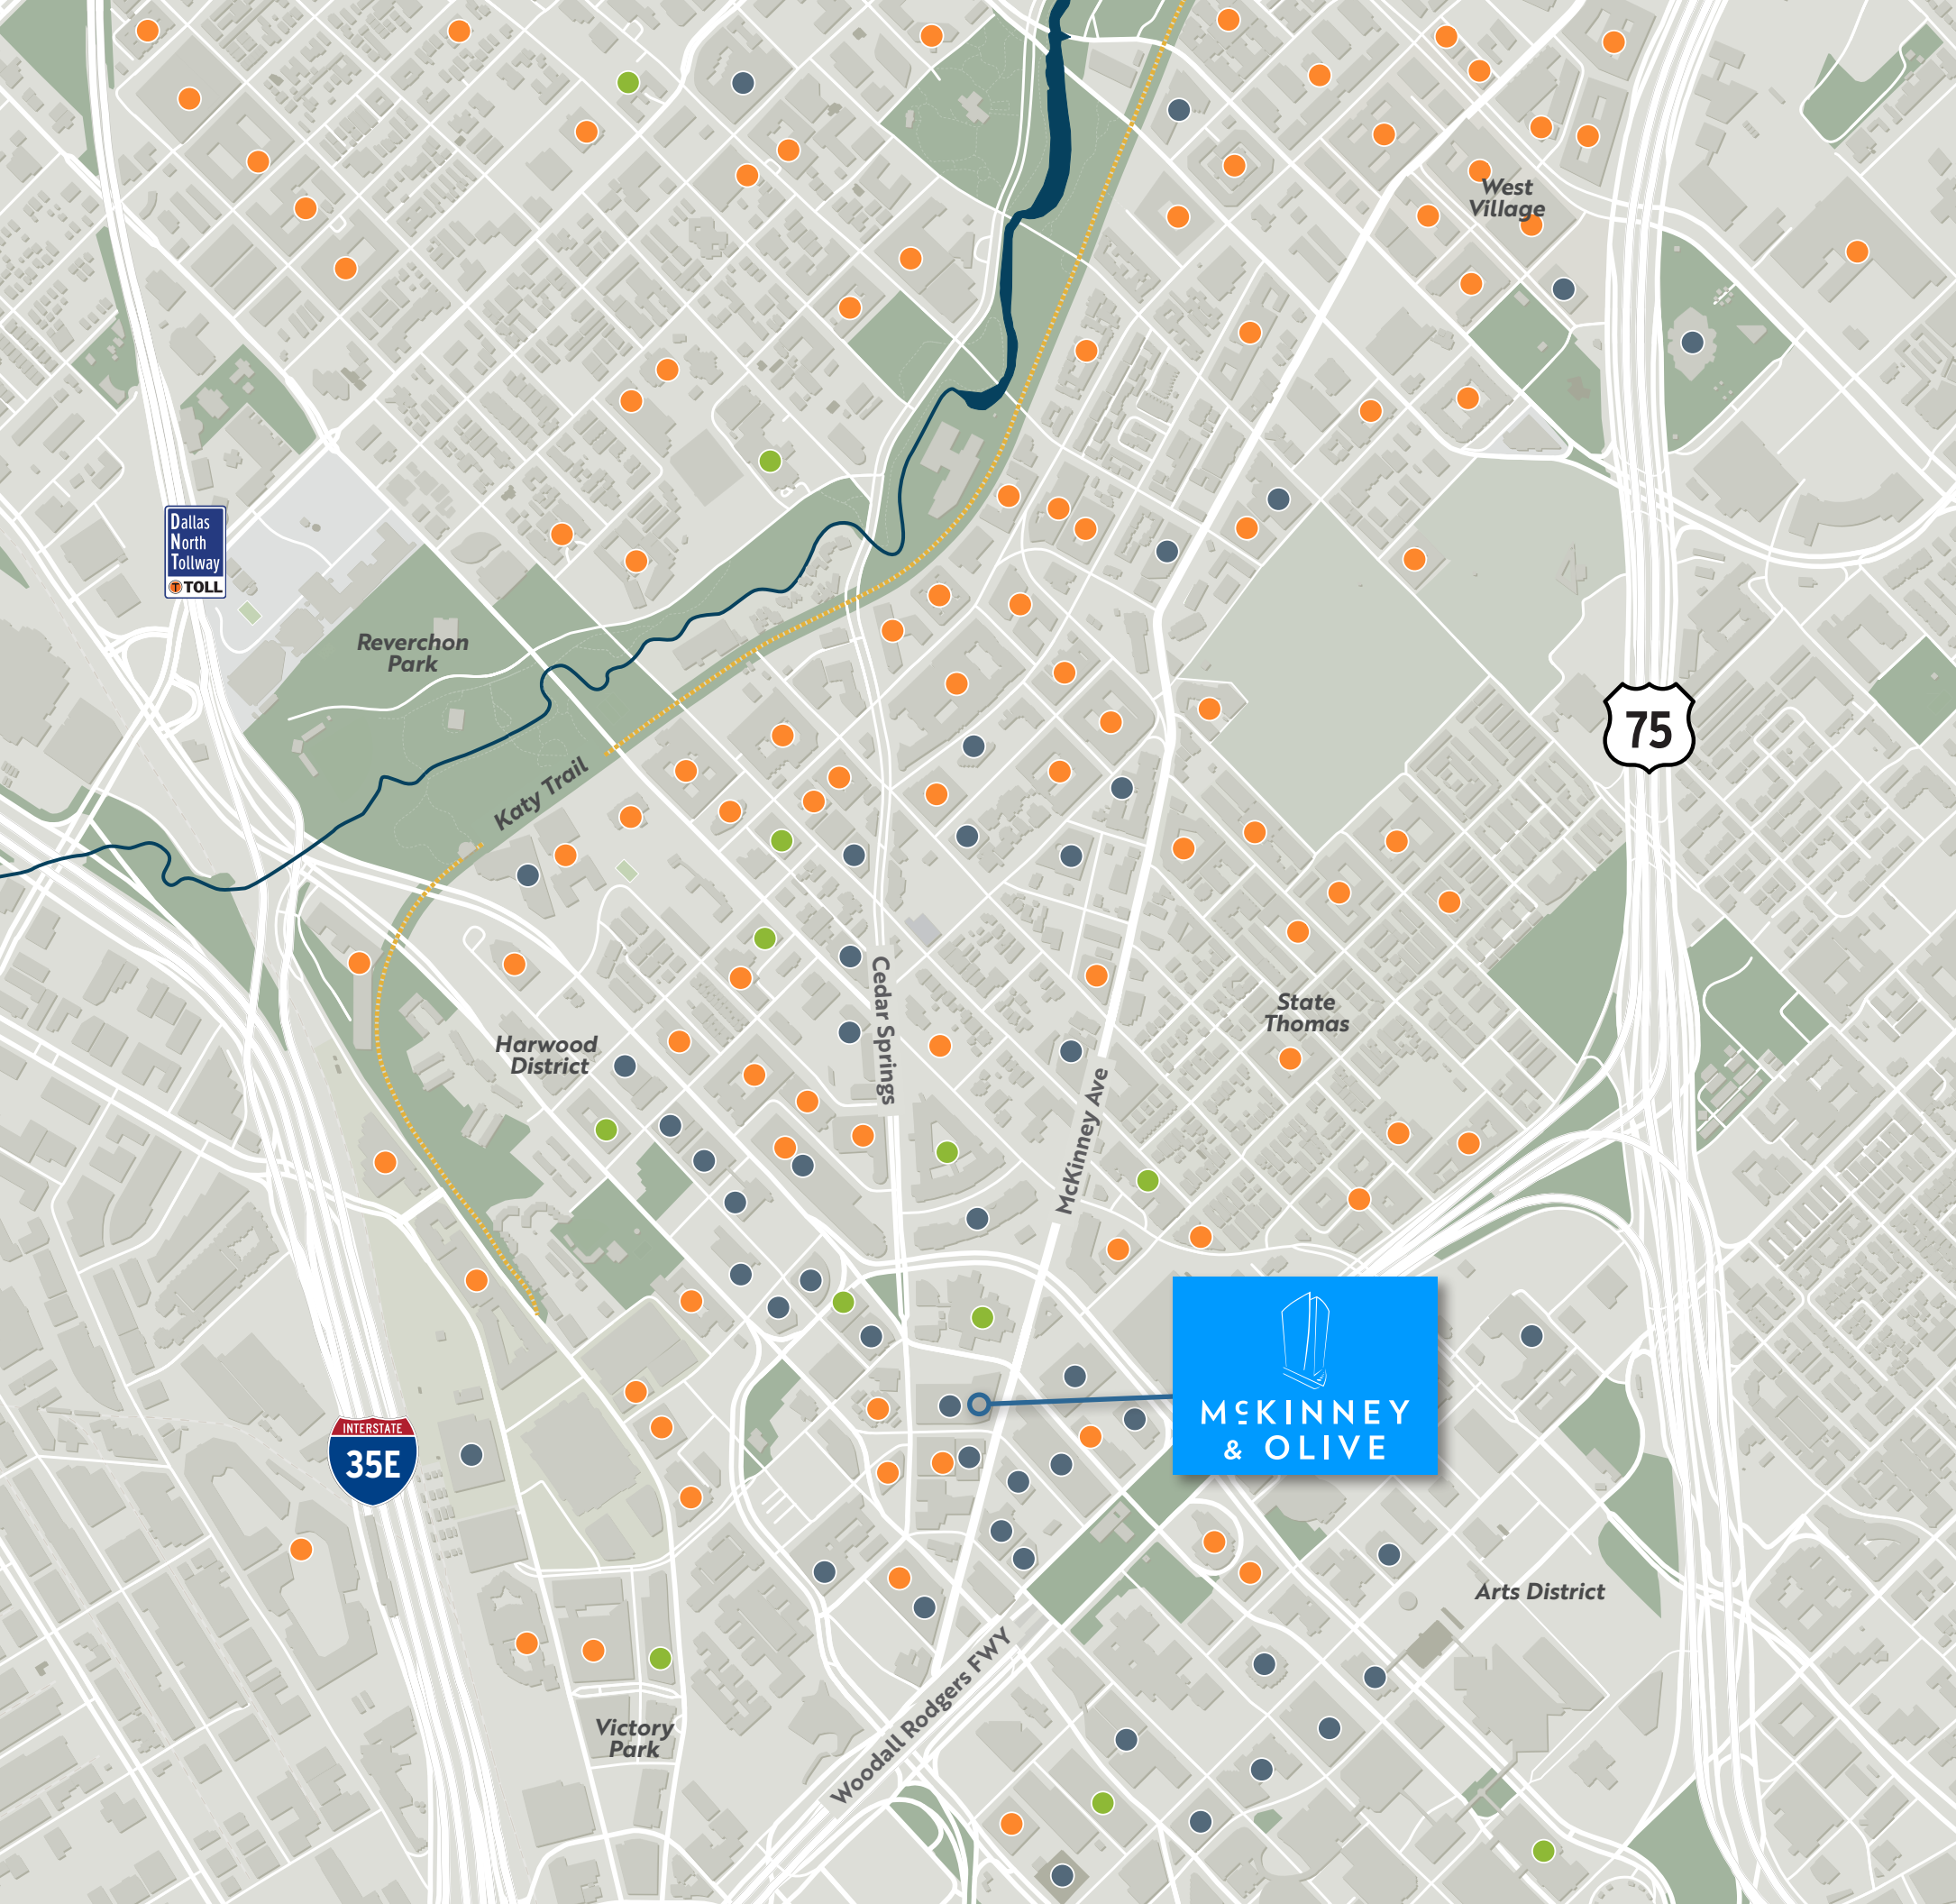 West
Village
Dallas
North
Tollway
TOLL
Reverchon
Park
75
Katy Trail
Cedar Springs
State
Thomas
Harwood
District
McKinney Ave
McKINNEY
& OLIVE
INTERSTATE
35E
Arts District
Woodall Rodgers FWY
Victory
Park